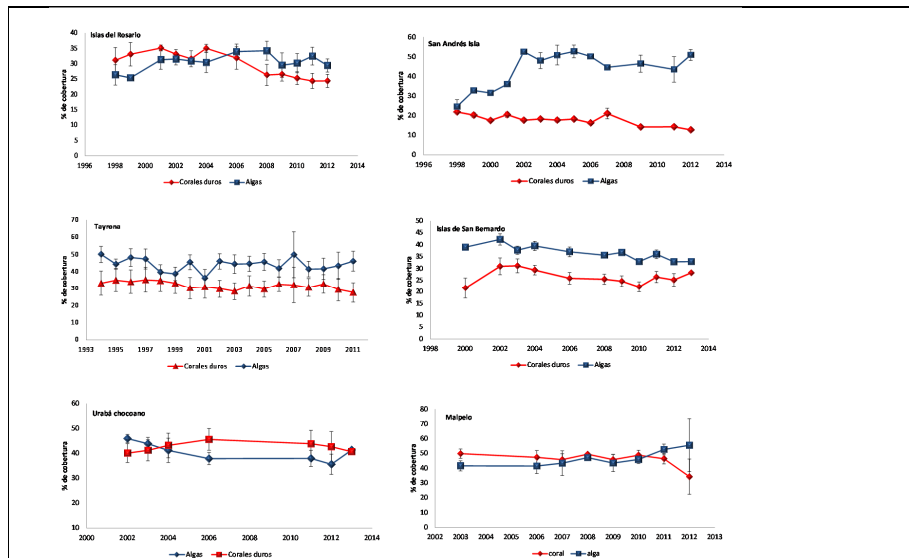 Islas del Rosario
% de cobertura
40
35
30
25
20
15
10
5
0
1996 1998 2000 2002 2004 2006 2008 2010 2012 2014
Corales duros Algas
San Andrés Isla
% de cobertura
60
50
40
30
20
10
0
1996 1998 2000 2002 2004 2006 2008 2010 2012 2014
Corales duros Algas
Tayrona
% de cobertura
70
60
50
40
30
20
10
0
1993 1995 1997 1999 2001 2003 2005 2007 2009 2011
Corales duros Algas
Islas de San Bernardo
% de cobertura
50
45
40
35
30
25
20
15
10
5
0
1998 2000 2002 2004 2006 2008 2010 2012 2014
Corales duros Algas
Urabá chocoano
% de cobertura
60
50
40
30
20
10
2000 2002 2004 2006 2008 2010 2012 2014
Algas Corales duros
Malpelo
% de cobertura
80
70
60
50
40
30
20
10
0
2002 2003 2004 2005 2006 2007 2008 2009 2010 2011 2012 2013
coral alga